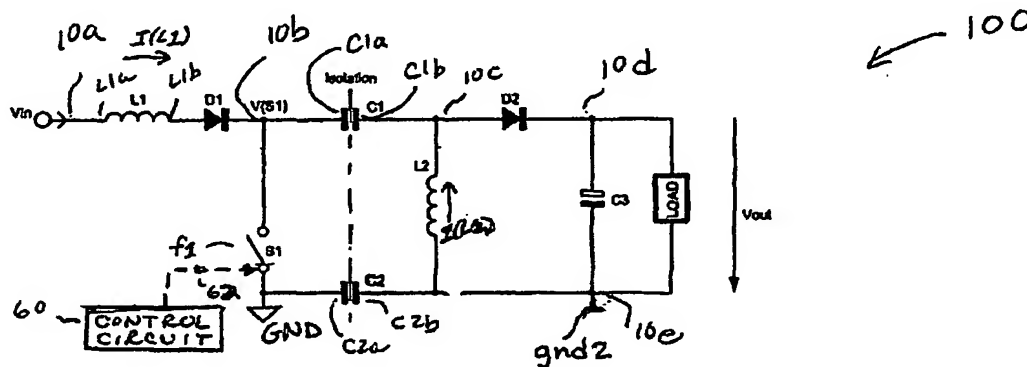 100
10a
I(L1)
10b
C1a
Isolation
C1b
10c
10d
L1a
L1b
Vin
L1
D1
V(S1)
C1
D2
L2
I(L2)
C3
LOAD
Vout
f1
S1
62
60
CONTROL
CIRCUIT
GND
C2
C2a
C2b
gnd2
10e